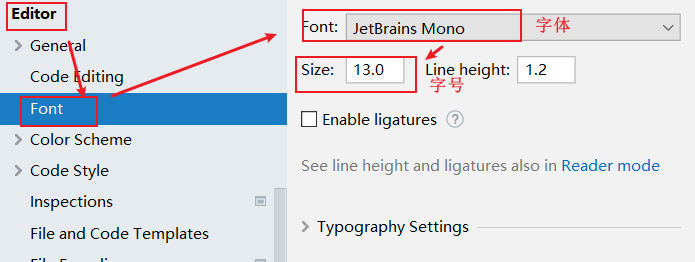 Editor
General
Code Editing
Font
Color Scheme
Code Style
Inspections
File and Code Templates
Font: JetBrains Mono 字体
Size: 13.0 Line height: 1.2
字号
Enable ligatures ?
See line height and ligatures also in Reader mode
Typography Settings